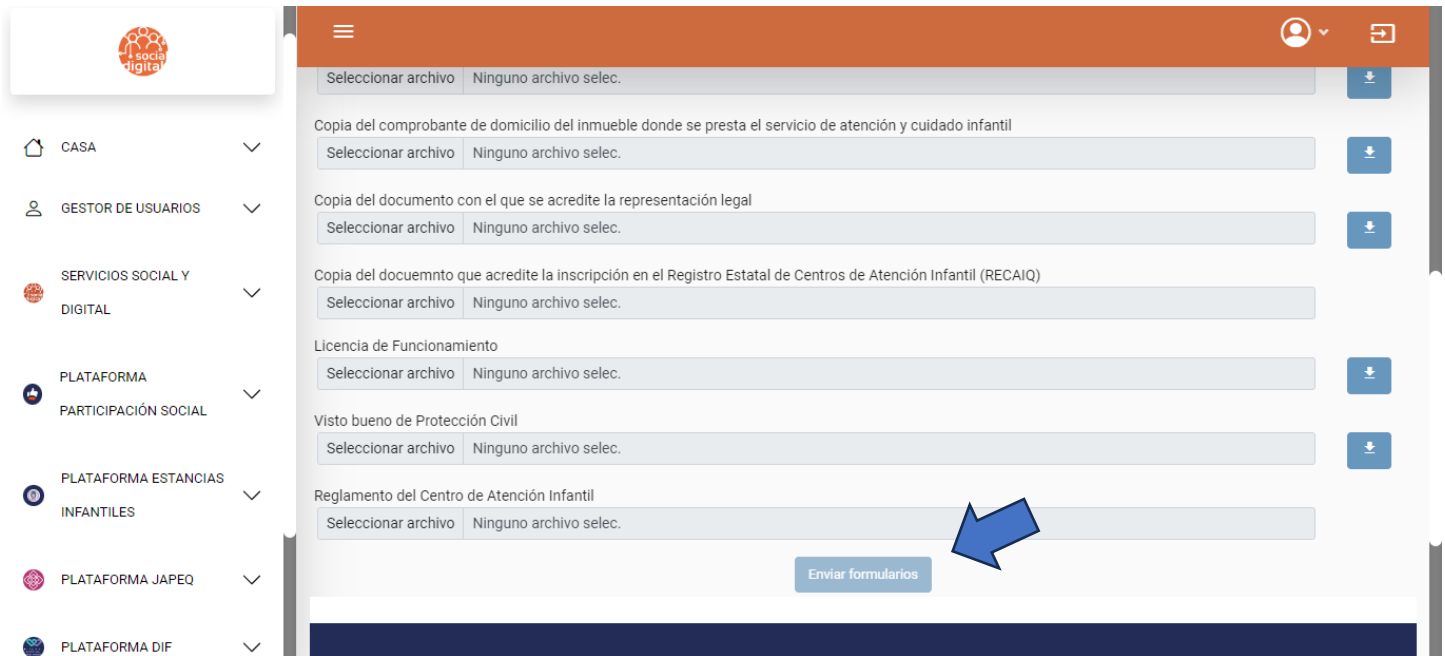 social
digital
CASA
GESTOR DE USUARIOS
SERVICIOS SOCIAL Y
DIGITAL
PLATAFORMA
PARTICIPACIÓN SOCIAL
PLATAFORMA ESTANCIAS
INFANTILES
PLATAFORMA JAPEQ
PLATAFORMA DIF
Seleccionar archivo Ninguno archivo selec.
Copia del comprobante de domicilio del inmueble donde se presta el servicio de atención y cuidado infantil
Seleccionar archivo Ninguno archivo selec.
Copia del documento con el que se acredite la representación legal
Seleccionar archivo Ninguno archivo selec.
Copia del docuemnto que acredite la inscripción en el Registro Estatal de Centros de Atención Infantil (RECAIQ)
Seleccionar archivo Ninguno archivo selec.
Licencia de Funcionamiento
Seleccionar archivo Ninguno archivo selec.
Visto bueno de Protección Civil
Seleccionar archivo Ninguno archivo selec.
Reglamento del Centro de Atención Infantil
Seleccionar archivo Ninguno archivo selec.
Enviar formularios